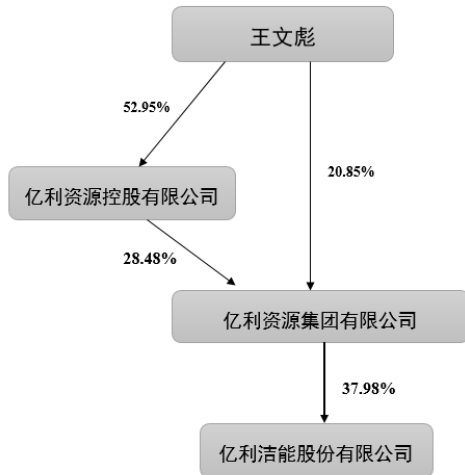 王文彪
52.95%
20.85%
亿利资源控股有限公司
28.48%
亿利资源集团有限公司
37.98%
亿利洁能股份有限公司